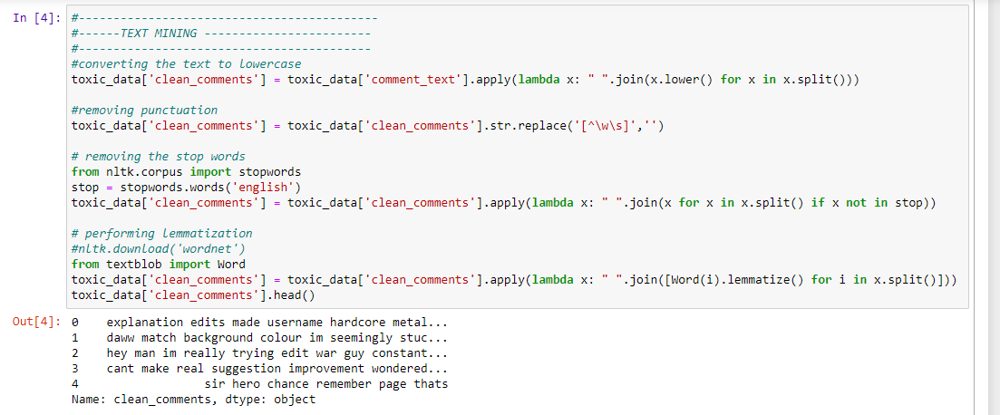 In [4]: #-------------------------------------------
#------TEXT MINING ------------------------
#------------------------------------------
#converting the text to lowercase
toxic_data['clean_comments'] = toxic_data['comment_text'].apply(lambda x: " ".join(x.lower() for x in x.split()))
#removing punctuation
toxic_data['clean_comments'] = toxic_data['clean_comments'].str.replace('[^\w\s]','')
# removing the stop words
from nltk.corpus import stopwords
stop = stopwords.words('english')
toxic_data['clean_comments'] = toxic_data['clean_comments'].apply(lambda x: " ".join(x for x in x.split() if x not in stop))
# performing lemmatization
#nltk.download('wordnet')
from textblob import Word
toxic_data['clean_comments'] = toxic_data['clean_comments'].apply(lambda x: " ".join([Word(i).lemmatize() for i in x.split()]))
toxic_data['clean_comments'].head()
Out[4]: 0    explanation edits made username hardcore metal...
1    daww match background colour im seemingly stuc...
2    hey man im really trying edit war guy constant...
3    cant make real suggestion improvement wondered...
4                  sir hero chance remember page thats
Name: clean_comments, dtype: object